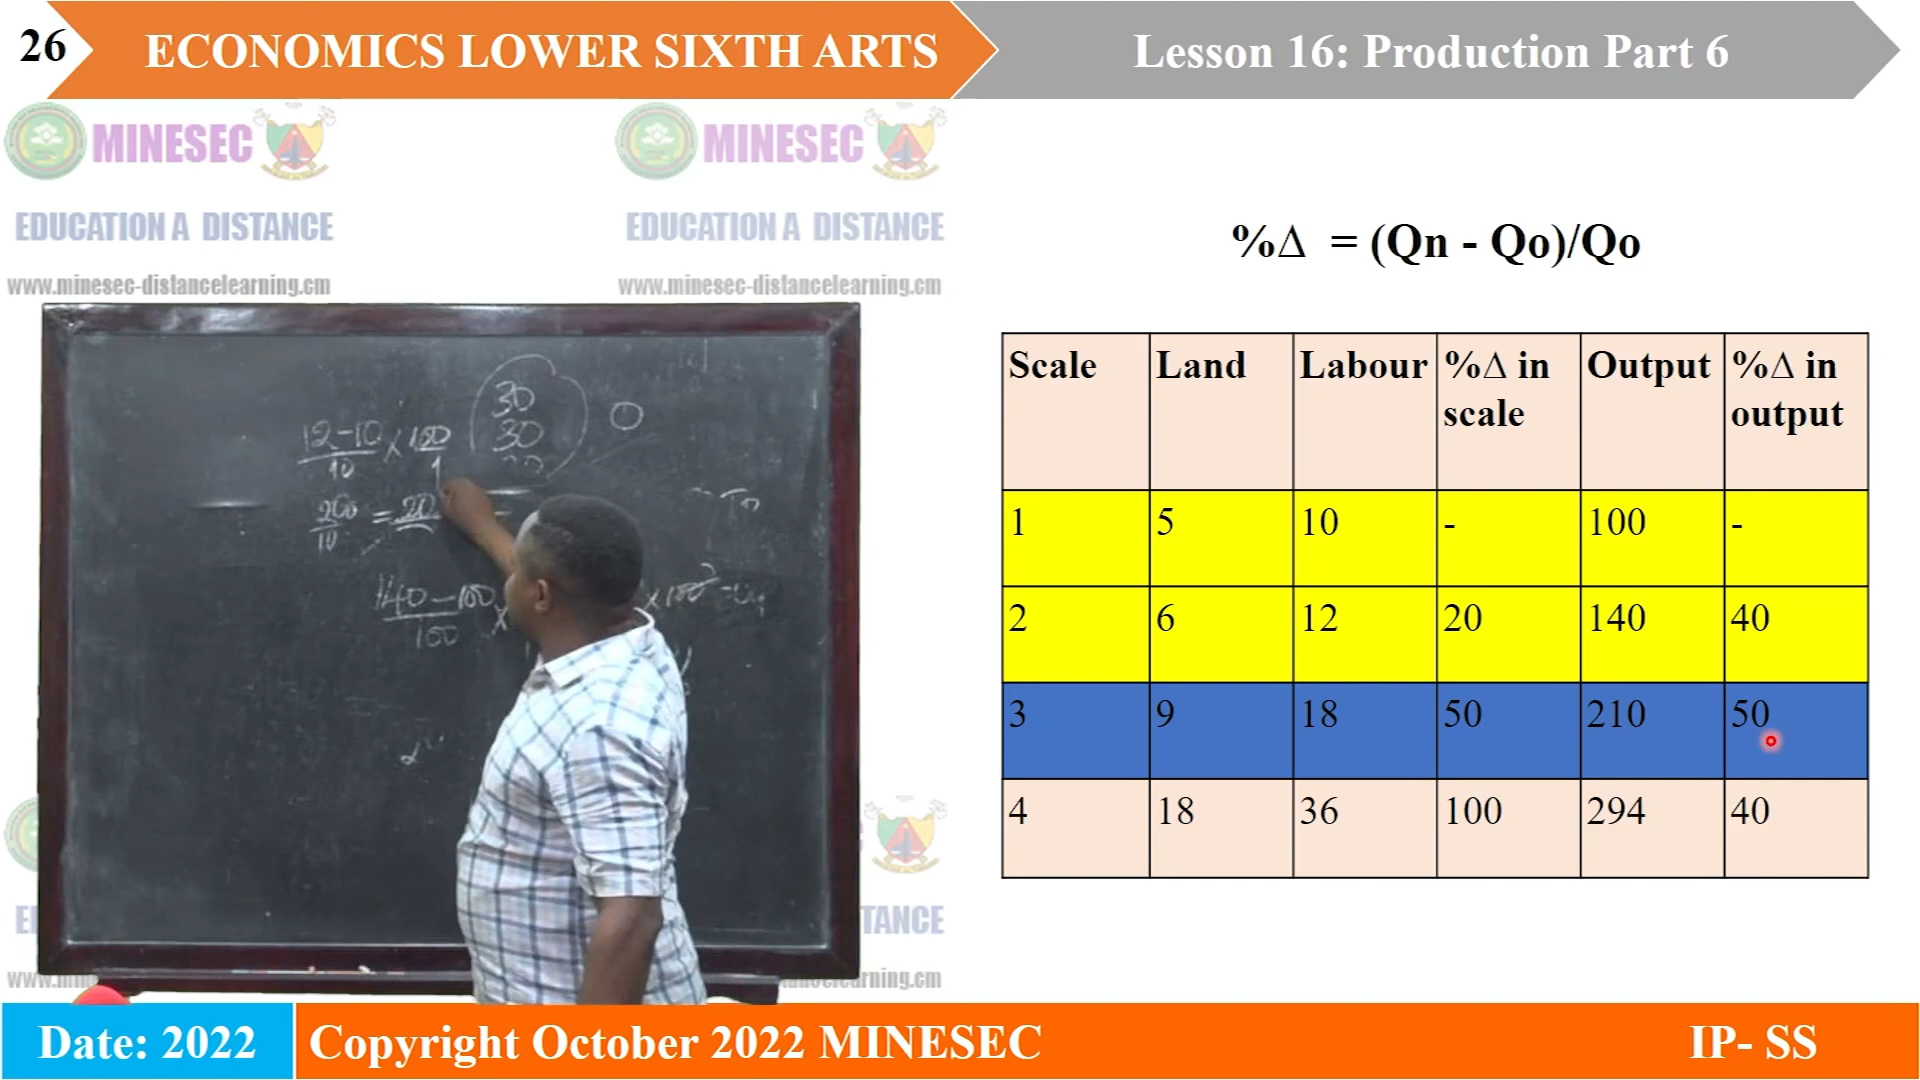 26 ECONOMICS LOWER SIXTH ARTS Lesson 16: Production Part 6
MINESEC MINESEC
EDUCATION A DISTANCE EDUCATION A DISTANCE
www.minesec-distancelearning.cm www.minesec-distancelearning.cm
%∆ = (Qn - Qo)/Qo
30
30
0
12-10 × 100
10 1
200 = 20
10
140-100 ×
100
× 100
Scale Land Labour %∆ in scale Output %∆ in output
1 5 10 - 100 -
2 6 12 20 140 40
3 9 18 50 210 50
4 18 36 100 294 40
TANCE
Date: 2022 Copyright October 2022 MINESEC IP- SS